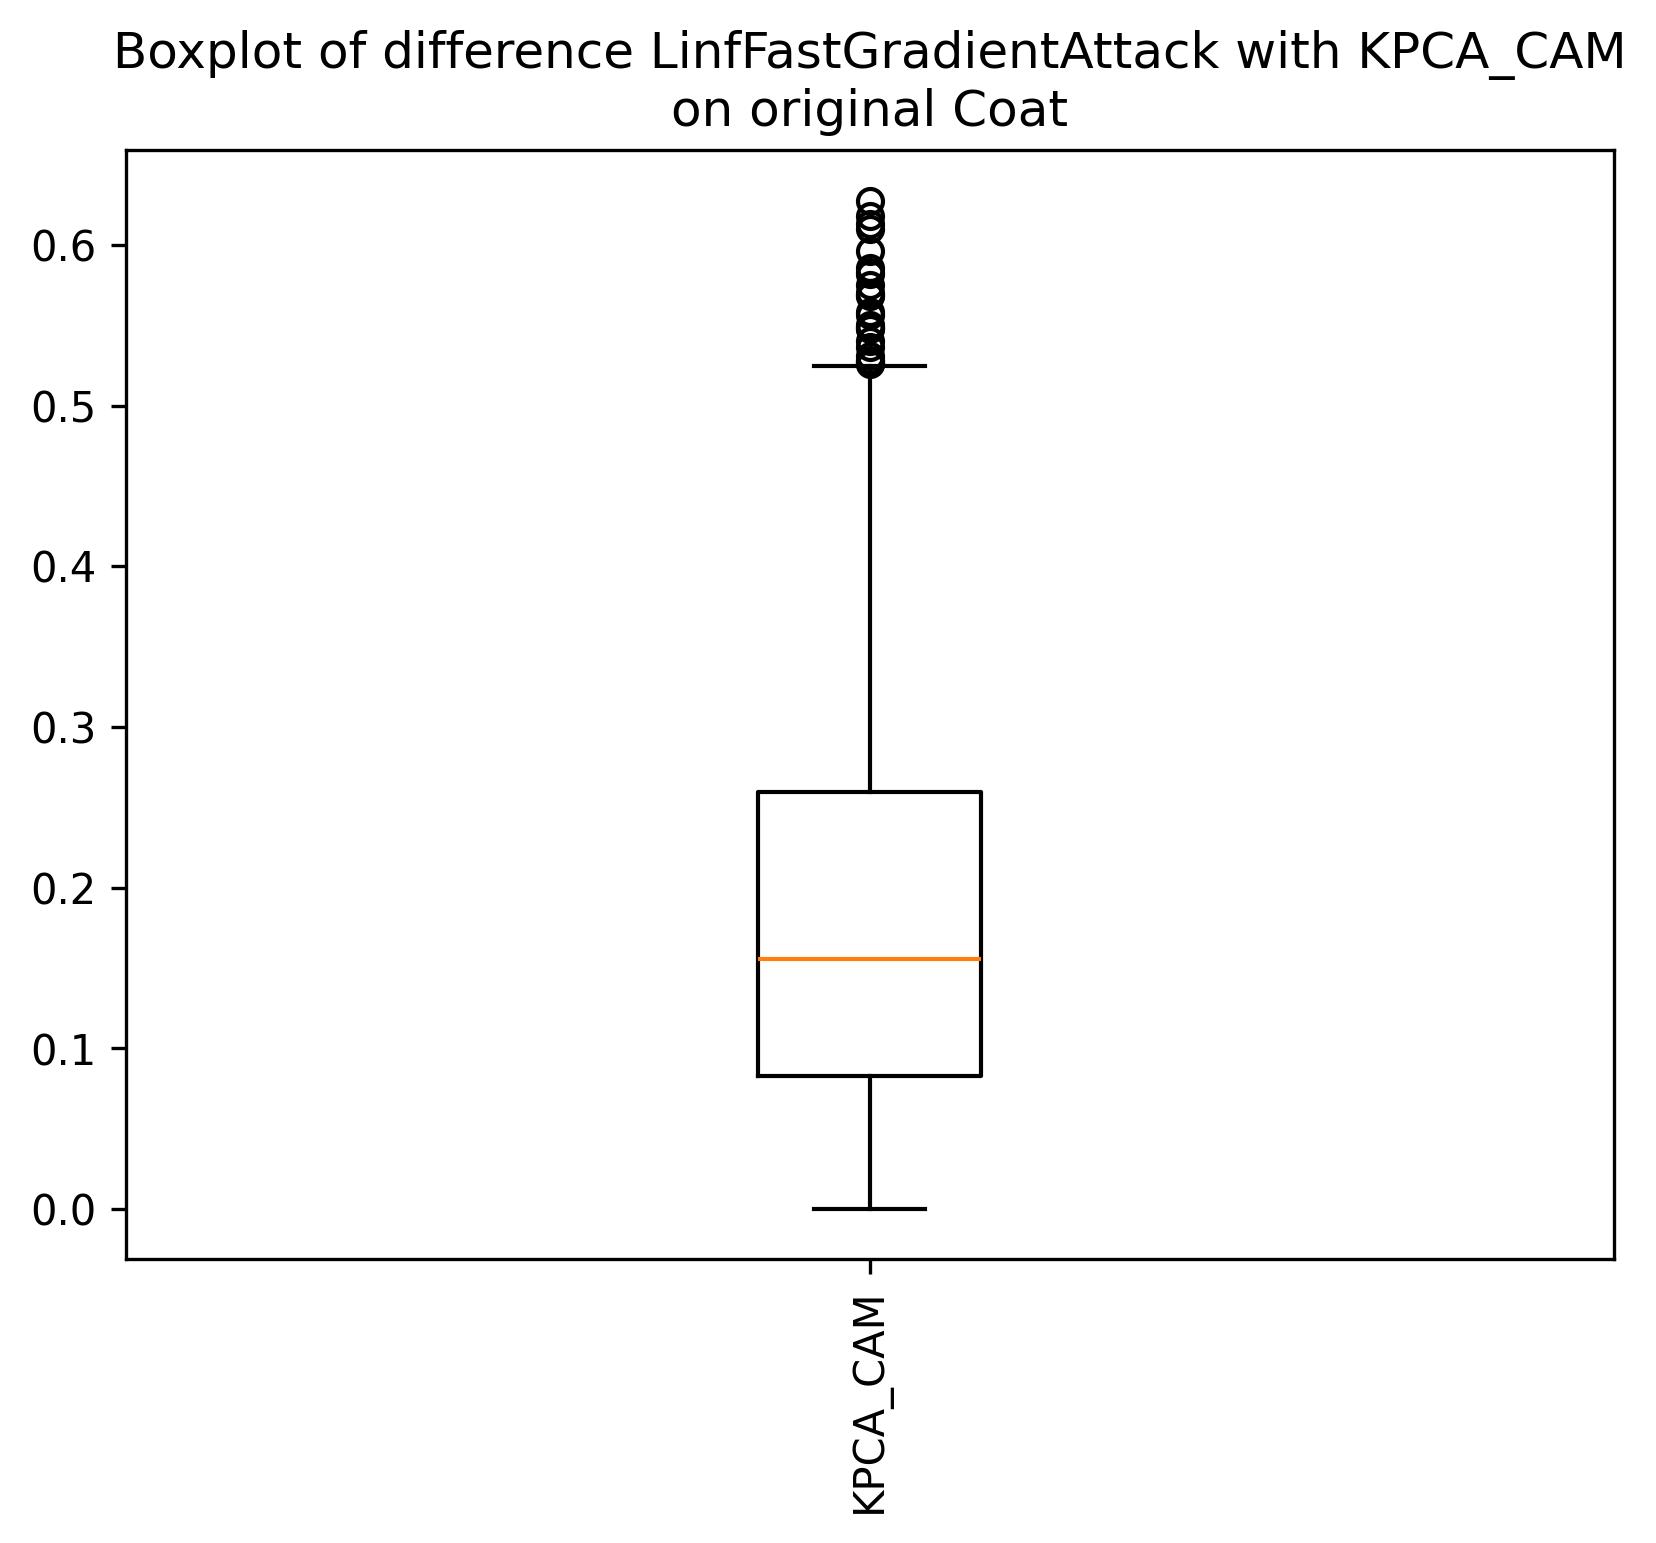 Boxplot of difference LinfFastGradientAttack with KPCA_CAM
on original Coat
0.6
0.5
0.4
0.3
0.2
0.1
0.0
KPCA_CAM